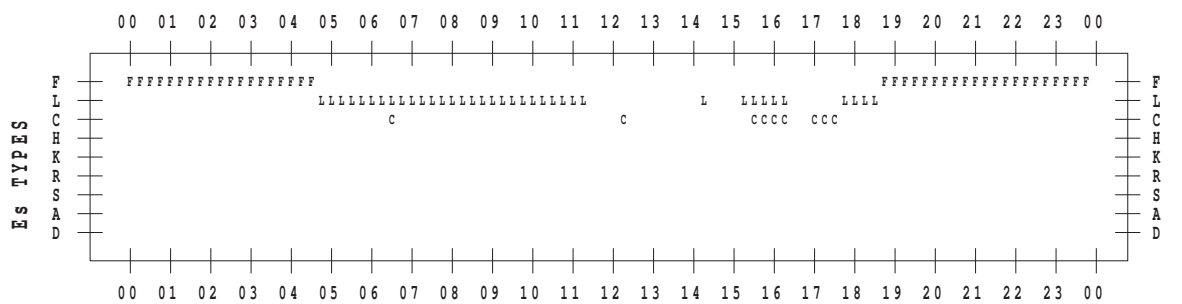 00 01 02 03 04 05 06 07 08 09 10 11 12 13 14 15 16 17 18 19 20 21 22 23 00
F FFFFFFFFFFFFFFFFFFF FFFFFFFFFFFFFFFFFFFFF F
L LLLLLLLLLLLLLLLLLLLLLLLLLLL L LLLLL LLLL L
C C C CCCC CCC C
H H
K K
R R
S S
A A
D D
Es TYPES
00 01 02 03 04 05 06 07 08 09 10 11 12 13 14 15 16 17 18 19 20 21 22 23 00